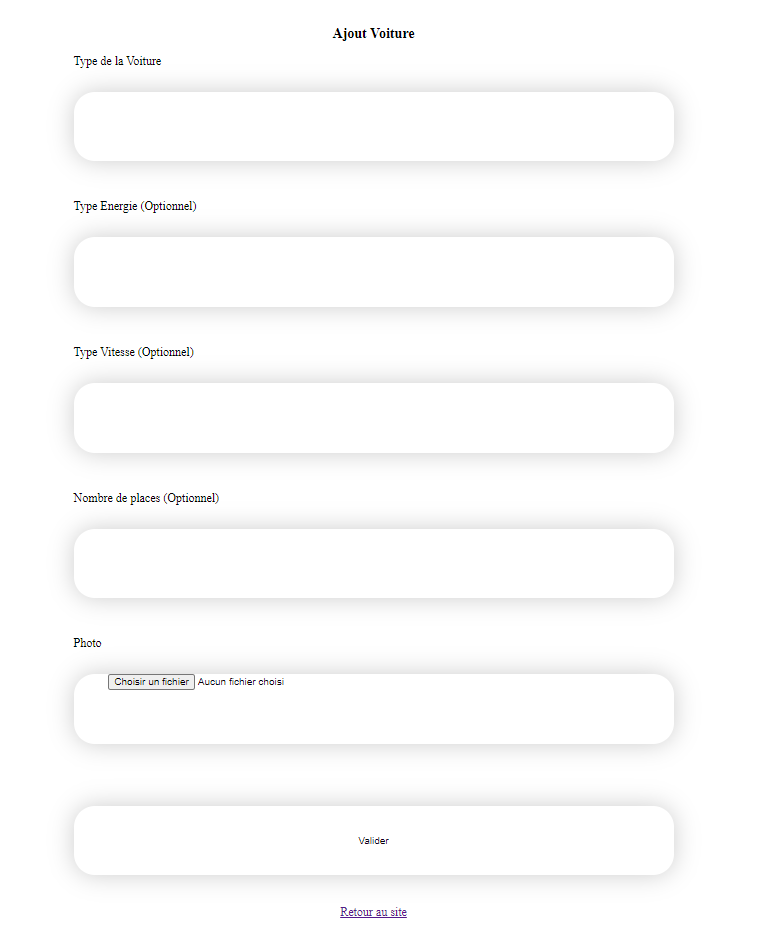 Ajout Voiture
Type de la Voiture
Type Energie (Optionnel)
Type Vitesse (Optionnel)
Nombre de places (Optionnel)
Photo
Choisir un fichier Aucun fichier choisi
Valider
Retour au site